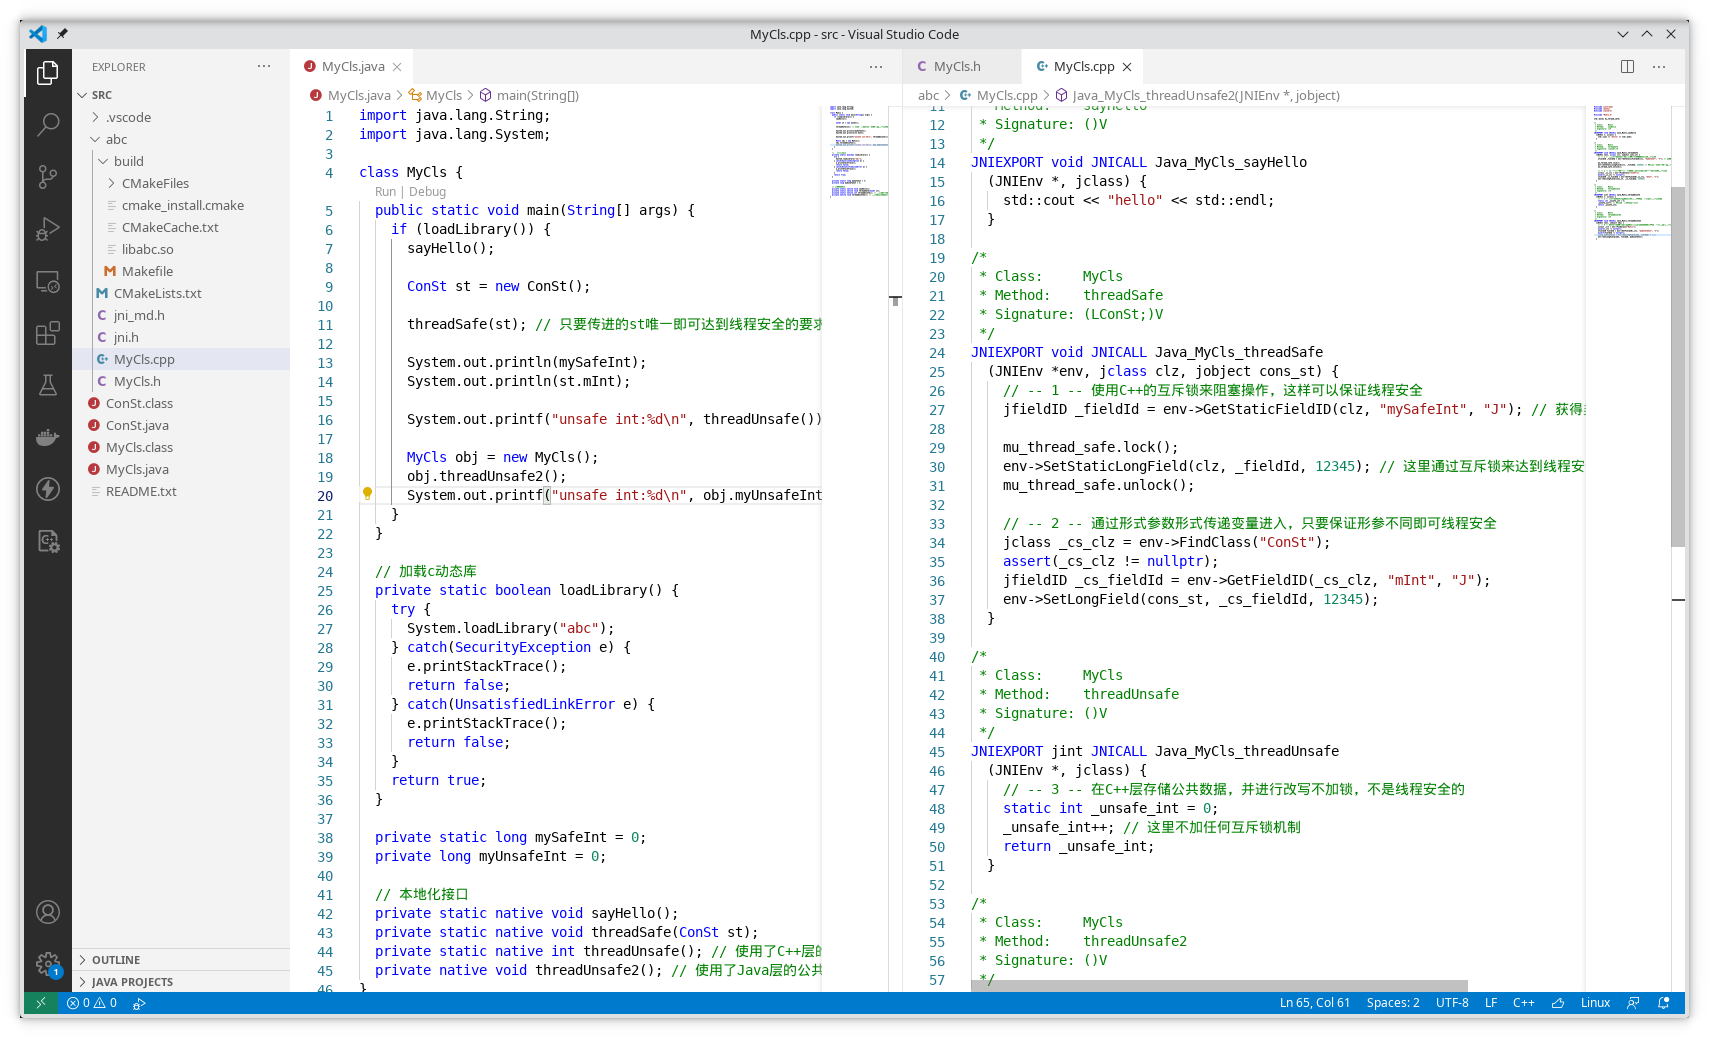 MyCls.cpp - src - Visual Studio Code
EXPLORER
SRC
.vscode
abc
build
CMakeFiles
cmake_install.cmake
CMakeCache.txt
libabc.so
Makefile
CMakeLists.txt
jni_md.h
jni.h
MyCls.cpp
MyCls.h
ConSt.class
ConSt.java
MyCls.class
MyCls.java
README.txt
OUTLINE
JAVA PROJECTS
MyCls.java
MyCls.java > MyCls > main(String[])
1 import java.lang.String;
2 import java.lang.System;
3
4 class MyCls {
Run | Debug
5 public static void main(String[] args) {
6 if (loadLibrary()) {
7 sayHello();
8
9 ConSt st = new ConSt();
10
11 threadSafe(st); // 只要传进的st唯一即可达到线程安全的要求
12
13 System.out.println(mySafeInt);
14 System.out.println(st.mInt);
15
16 System.out.printf("unsafe int:%d\n", threadUnsafe())
17
18 MyCls obj = new MyCls();
19 obj.threadUnsafe2();
20 System.out.printf("unsafe int:%d\n", obj.myUnsafeInt
21 }
22 }
23
24 // 加载c动态库
25 private static boolean loadLibrary() {
26 try {
27 System.loadLibrary("abc");
28 } catch(SecurityException e) {
29 e.printStackTrace();
30 return false;
31 } catch(UnsatisfiedLinkError e) {
32 e.printStackTrace();
33 return false;
34 }
35 return true;
36 }
37
38 private static long mySafeInt = 0;
39 private long myUnsafeInt = 0;
40
41 // 本地化接口
42 private static native void sayHello();
43 private static native void threadSafe(ConSt st);
44 private static native int threadUnsafe(); // 使用了C++层的
45 private native void threadUnsafe2(); // 使用了Java层的公共
46 }
MyCls.h
MyCls.cpp
abc > MyCls.cpp > Java_MyCls_threadUnsafe2(JNIEnv *, jobject)
11 * Method: sayHello
12 * Signature: ()V
13 */
14 JNIEXPORT void JNICALL Java_MyCls_sayHello
15 (JNIEnv *, jclass) {
16 std::cout << "hello" << std::endl;
17 }
18
19 /*
20 * Class: MyCls
21 * Method: threadSafe
22 * Signature: (LConSt;)V
23 */
24 JNIEXPORT void JNICALL Java_MyCls_threadSafe
25 (JNIEnv *env, jclass clz, jobject cons_st) {
26 // -- 1 -- 使用C++的互斥锁来阻塞操作，这样可以保证线程安全
27 jfieldID _fieldId = env->GetStaticFieldID(clz, "mySafeInt", "J"); // 获得
28
29 mu_thread_safe.lock();
30 env->SetStaticLongField(clz, _fieldId, 12345); // 这里通过互斥锁来达到线程安
31 mu_thread_safe.unlock();
32
33 // -- 2 -- 通过形式参数形式传递变量进入，只要保证形参不同即可线程安全
34 jclass _cs_clz = env->FindClass("ConSt");
35 assert(_cs_clz != nullptr);
36 jfieldID _cs_fieldId = env->GetFieldID(_cs_clz, "mInt", "J");
37 env->SetLongField(cons_st, _cs_fieldId, 12345);
38 }
39
40 /*
41 * Class: MyCls
42 * Method: threadUnsafe
43 * Signature: ()V
44 */
45 JNIEXPORT jint JNICALL Java_MyCls_threadUnsafe
46 (JNIEnv *, jclass) {
47 // -- 3 -- 在C++层存储公共数据，并进行改写不加锁，不是线程安全的
48 static int _unsafe_int = 0;
49 _unsafe_int++; // 这里不加任何互斥锁机制
50 return _unsafe_int;
51 }
52
53 /*
54 * Class: MyCls
55 * Method: threadUnsafe2
56 * Signature: ()V
57 */
0 0
Ln 65, Col 61
Spaces: 2
UTF-8
LF
C++
Linux
1